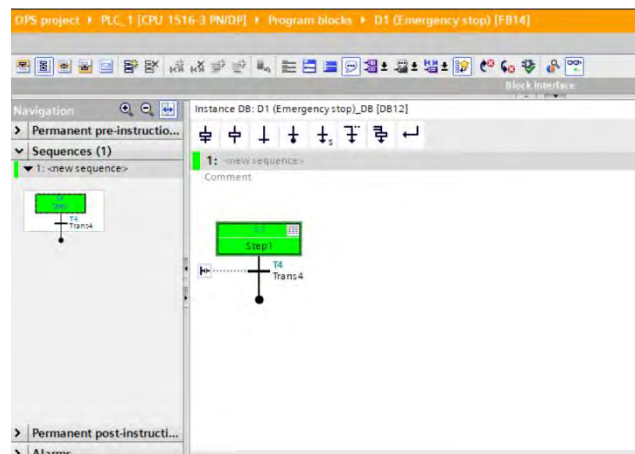 OPS project ▸ PLC_1 [CPU 1516-3 PN/DP] ▸ Program blocks ▸ D1 (Emergency stop) [FB14]
Block interface
Navigation
Instance DB: D1 (Emergency stop)_DB [DB12]
Permanent pre-instructio...
Sequences (1)
1: <new sequence>
1: <new sequence>
Comment
T4
Trans4
Step1
T4
Trans4
Permanent post-instructi...
Alarms